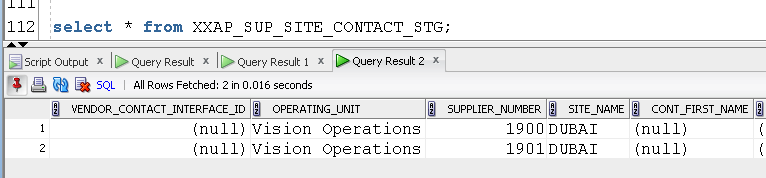 111
112 select * from XXAP_SUP_SITE_CONTACT_STG;
Script Output × Query Result × Query Result 1 × Query Result 2 ×
SQL | All Rows Fetched: 2 in 0.016 seconds
VENDOR_CONTACT_INTERFACE_ID OPERATING_UNIT SUPPLIER_NUMBER SITE_NAME CONT_FIRST_NAME
1 (null) Vision Operations 1900 DUBAI (null) (
2 (null) Vision Operations 1901 DUBAI (null) (